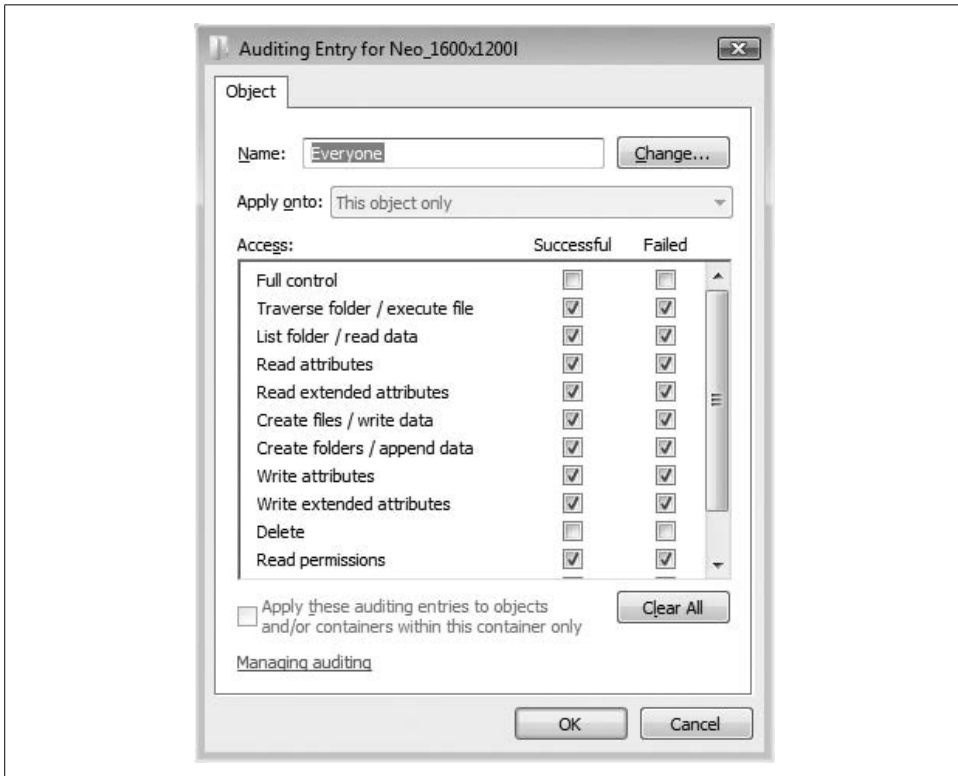 Auditing Entry for Neo_1600x1200I
Object
Name: Everyone Change...
Apply onto: This object only
Access: Successful Failed
Full control
Traverse folder / execute file
List folder / read data
Read attributes
Read extended attributes
Create files / write data
Create folders / append data
Write attributes
Write extended attributes
Delete
Read permissions
Apply these auditing entries to objects
and/or containers within this container only
Clear All
Managing auditing
OK Cancel